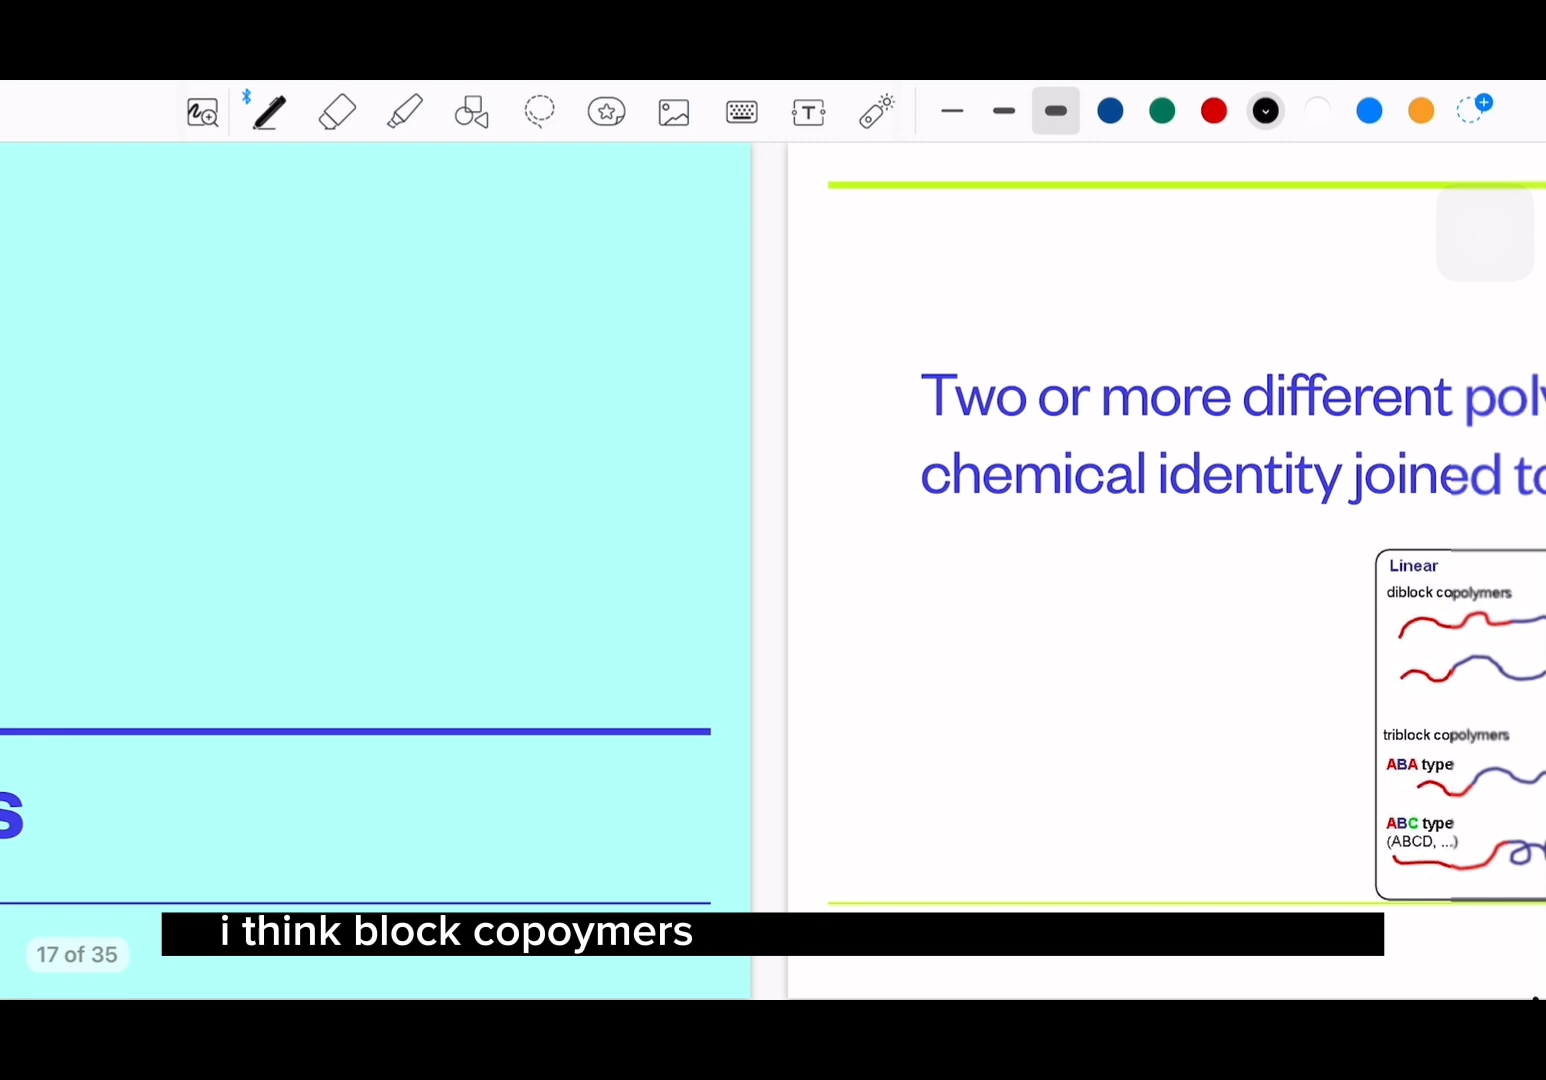 T
Two or more different poly
chemical identity joined to
Linear
diblock copolymers
triblock copolymers
ABA type
ABC type
(ABCD, ...)
s
i think block copoymers
17 of 35